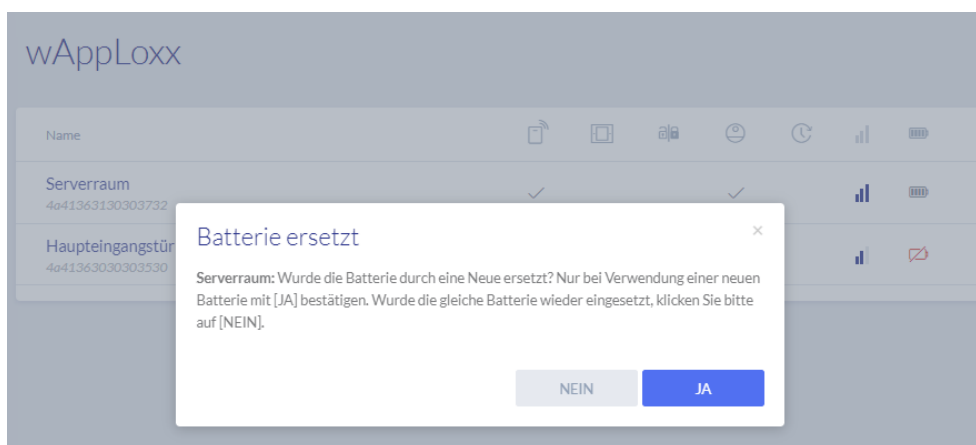 wAppLoxx
Name
Serverraum
4a41363130303732
Haupteingangstür
4a41363030303530
Batterie ersetzt
Serverraum: Wurde die Batterie durch eine Neue ersetzt? Nur bei Verwendung einer neuen
Batterie mit [JA] bestätigen. Wurde die gleiche Batterie wieder eingesetzt, klicken Sie bitte
auf [NEIN].
NEIN
JA